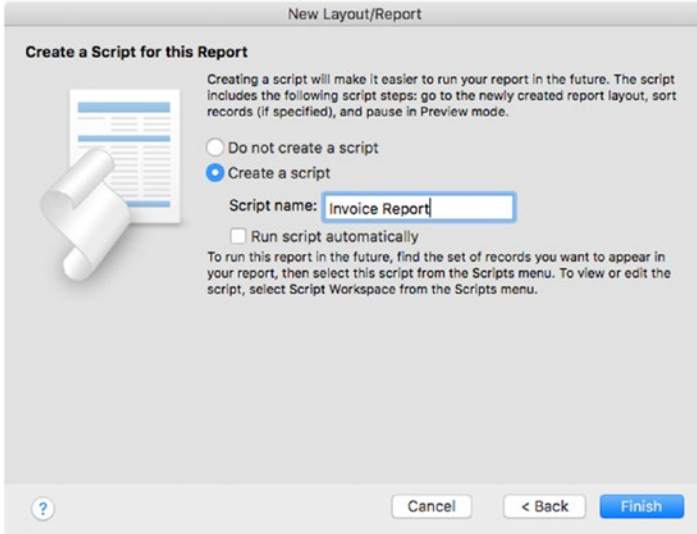 New Layout/Report
Create a Script for this Report
Creating a script will make it easier to run your report in the future. The script
includes the following script steps: go to the newly created report layout, sort
records (if specified), and pause in Preview mode.
Do not create a script
Create a script
Script name: Invoice Report
Run script automatically
To run this report in the future, find the set of records you want to appear in
your report, then select this script from the Scripts menu. To view or edit the
script, select Script Workspace from the Scripts menu.
? Cancel < Back Finish